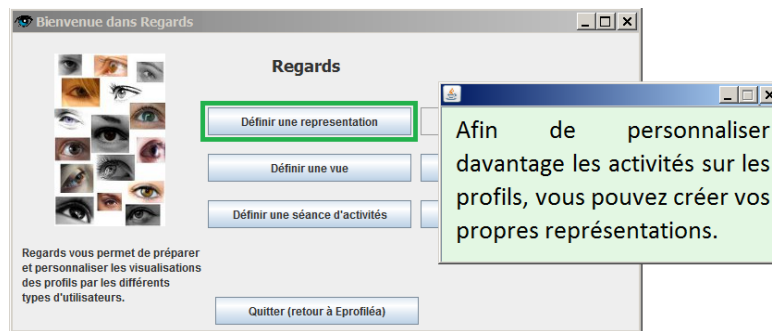 Bienvenue dans Regards
Regards
Définir une representation
Définir une vue
Définir une séance d'activités
Regards vous permet de préparer
et personnaliser les visualisations
des profils par les différents
types d'utilisateurs.
Quitter (retour à Eprofiléa)
Afin de personnaliser
davantage les activités sur les
profils, vous pouvez créer vos
propres représentations.